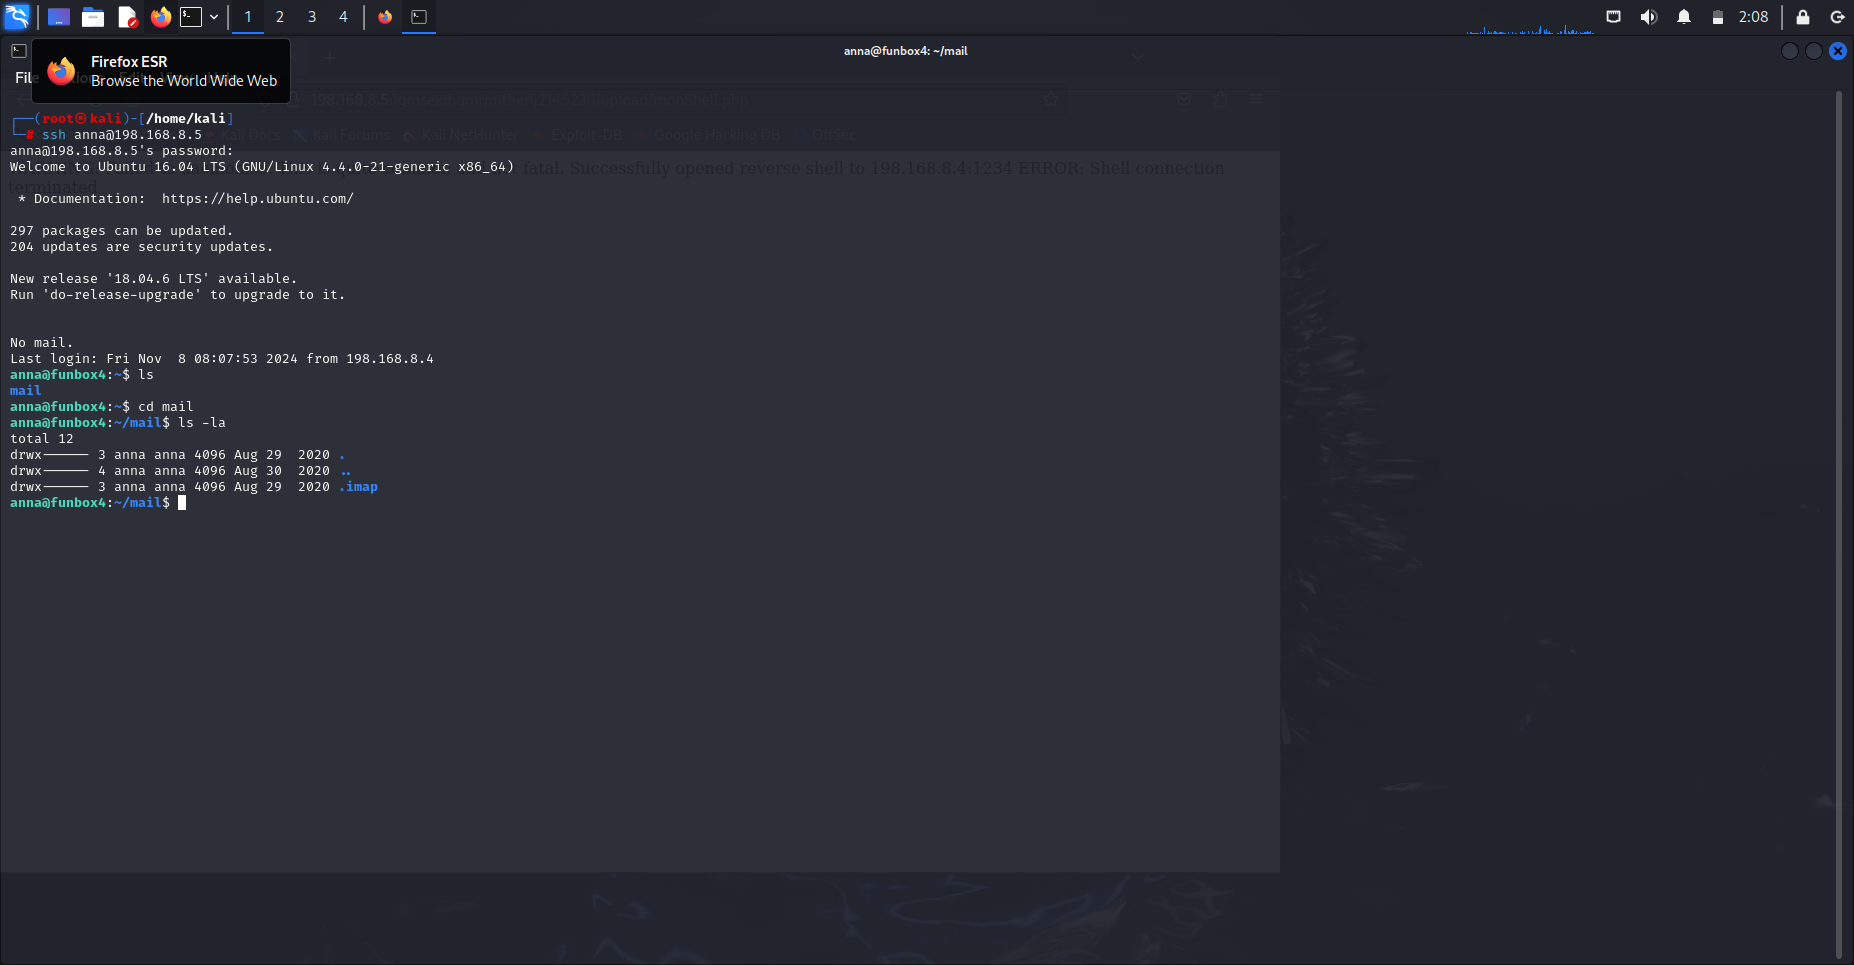 1 2 3 4
2:08
anna@funbox4: ~/mail
Firefox ESR
Browse the World Wide Web
File
┌──(root㉿kali)-[/home/kali]
└─# ssh anna@198.168.8.5
Kali Docs Kali Forums Kali NetHunter Exploit-DB Google Hacking DB OffSec
anna@198.168.8.5's password:
Welcome to Ubuntu 16.04 LTS (GNU/Linux 4.4.0-21-generic x86_64)
fatal. Successfully opened reverse shell to 198.168.8.4:1234 ERROR: Shell connection
terminated
* Documentation: https://help.ubuntu.com/
297 packages can be updated.
204 updates are security updates.
New release '18.04.6 LTS' available.
Run 'do-release-upgrade' to upgrade to it.
No mail.
Last login: Fri Nov  8 08:07:53 2024 from 198.168.8.4
anna@funbox4:~$ ls
mail
anna@funbox4:~$ cd mail
anna@funbox4:~/mail$ ls -la
total 12
drwx------ 3 anna anna 4096 Aug 29  2020 .
drwx------ 4 anna anna 4096 Aug 30  2020 ..
drwx------ 3 anna anna 4096 Aug 29  2020 .imap
anna@funbox4:~/mail$